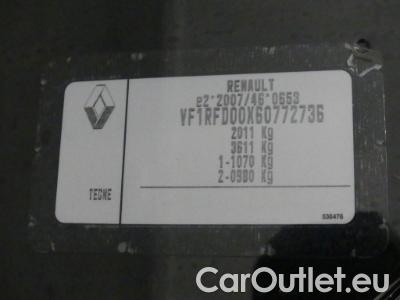 RENAULT
e2*2007/46*0653
VF1RFD00X60772736
2011 Kg
3611 Kg
1-1070 Kg
2-0980 Kg
TECNE
536476
CarOutlet.eu